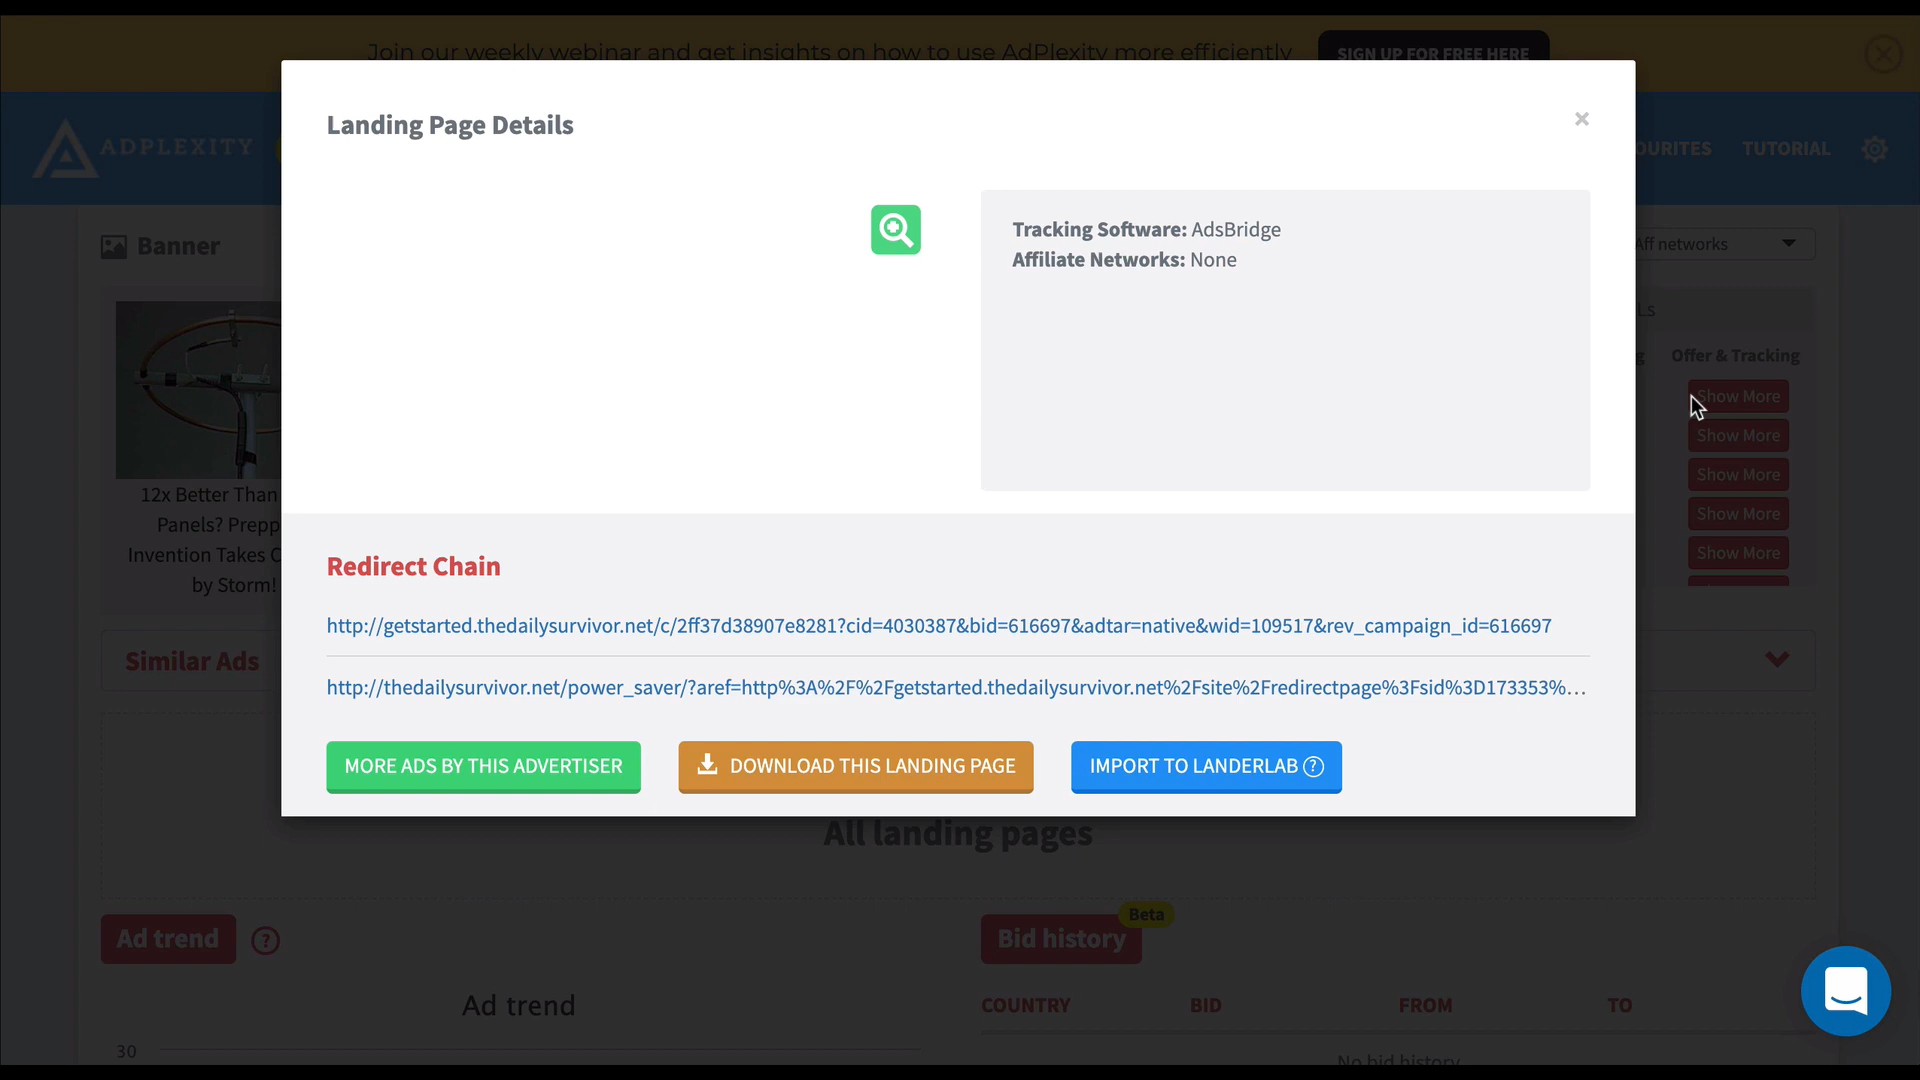 Join our weekly webinar and get insights on how to use AdPlexity more efficiently
SIGN UP FOR FREE HERE
ADPLEXITY
OURITES
TUTORIAL
Landing Page Details
×
Banner
Tracking Software: AdsBridge
Affiliate Networks: None
Aff networks
Ls
g
Offer & Tracking
Show More
Show More
Show More
Show More
Show More
12x Better Than
Panels? Prepp
Invention Takes C
by Storm!
Redirect Chain
http://getstarted.thedailysurvivor.net/c/2ff37d38907e8281?cid=4030387&bid=616697&adtar=native&wid=109517&rev_campaign_id=616697
Similar Ads
http://thedailysurvivor.net/power_saver/?aref=http%3A%2F%2Fgetstarted.thedailysurvivor.net%2Fsite%2Fredirectpage%3Fsid%3D173353%...
MORE ADS BY THIS ADVERTISER
DOWNLOAD THIS LANDING PAGE
IMPORT TO LANDERLAB ?
All landing pages
Ad trend ?
Bid history
Beta
Ad trend
COUNTRY BID FROM TO
30
No bid history